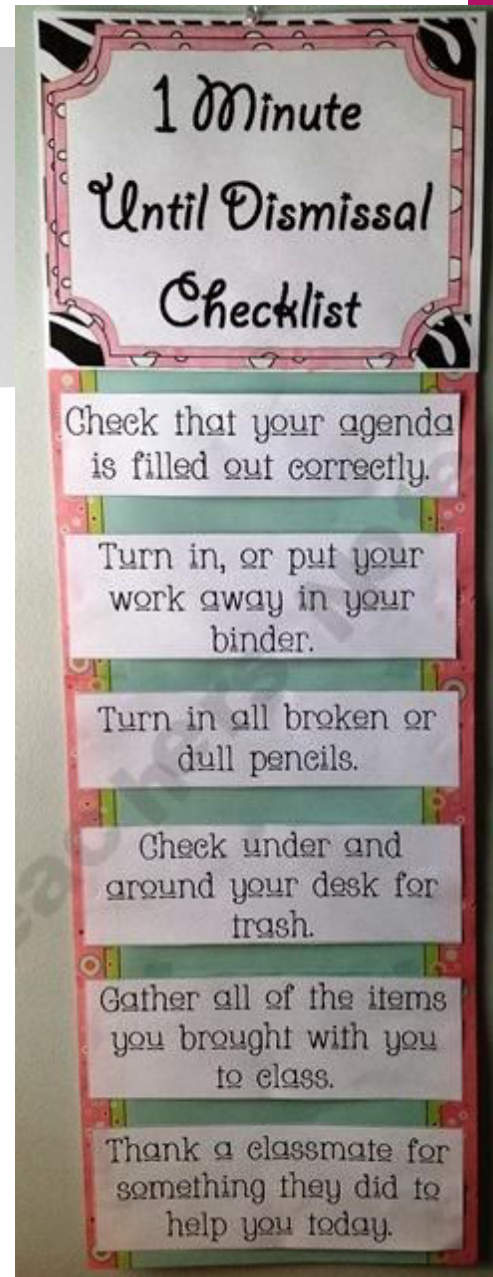 1 Minute
Until Dismissal
Checklist
Check that your agenda
is filled out correctly.
Turn in, or put your
work away in your
binder.
Turn in all broken or
dull pencils.
Check under and
around your desk for
trash.
Gather all of the items
you brought with you
to class.
Thank a classmate for
something they did to
help you today.